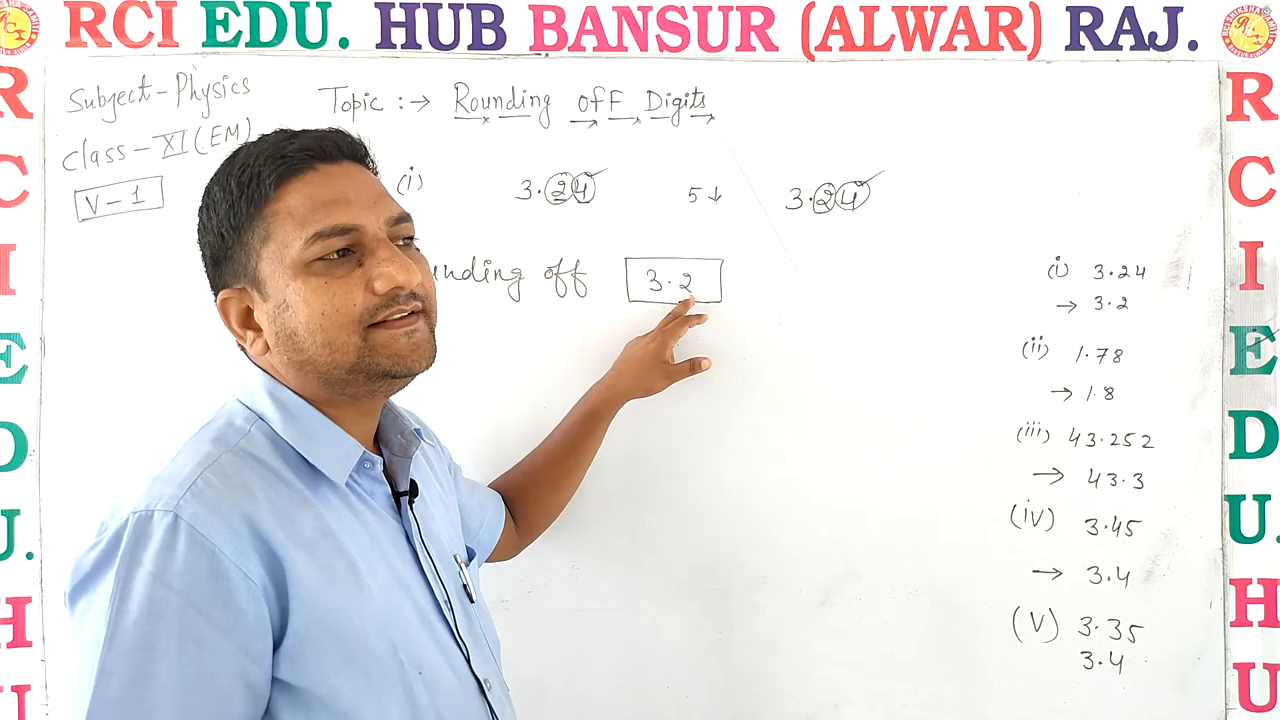 RCI EDU. HUB BANSUR (ALWAR) RAJ.
Subject - Physics
Class - XI (EM)
V - 1
Topic :→ Rounding ofF Digits
(i) 3.24 5↓ 3.24
unding off 3.2
(i) 3.24
→ 3.2
(ii) 1.78
→ 1.8
(iii) 43.252
→ 43.3
(iv) 3.45
→ 3.4
(V) 3.35
3.4
R
C
I
E
D
U.
H
U
R
C
I
E
D
U.
H
U